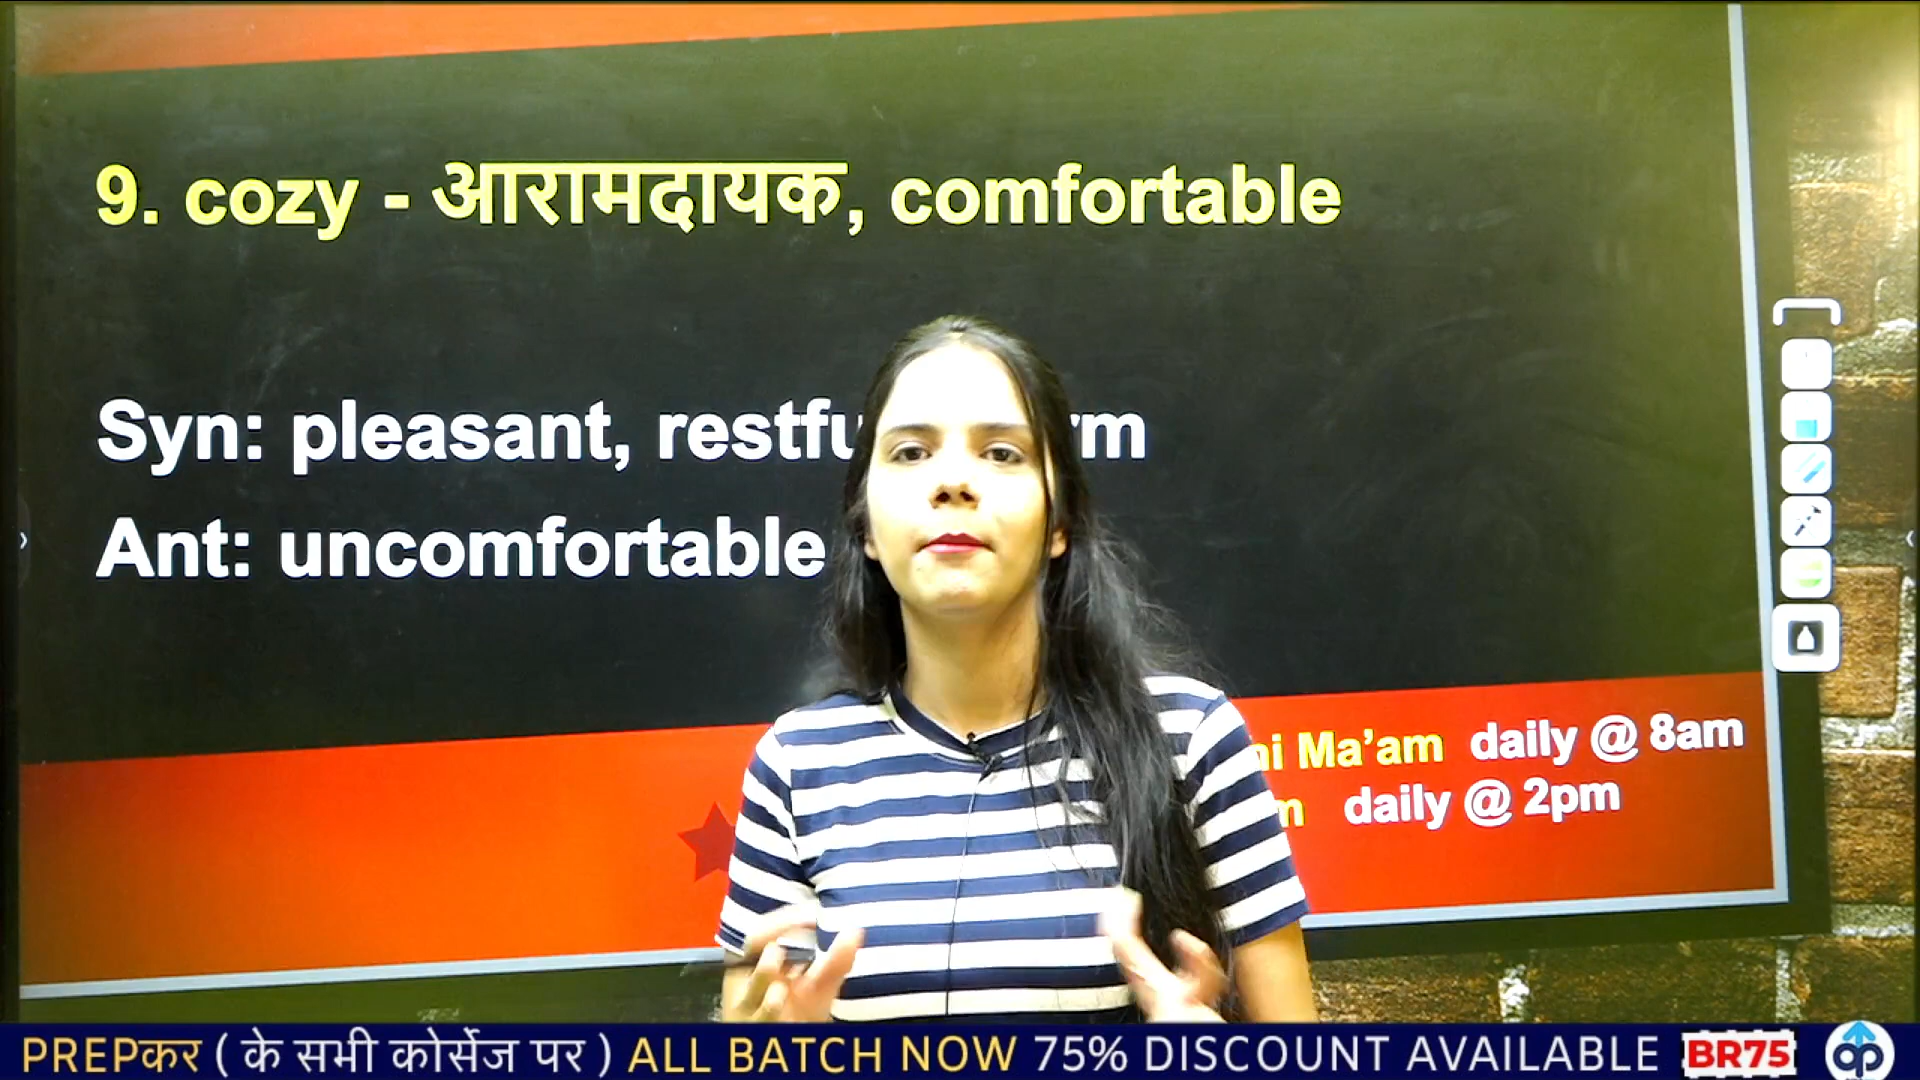 9. cozy - आरामदायक, comfortable
Syn: pleasant,
Ant: uncomfortable
Ma’am daily @ 8am
daily @ 2pm
PREPकर ( के सभी कोर्सेज पर ) ALL BATCH NOW 75% DISCOUNT AVAILABLE BR75